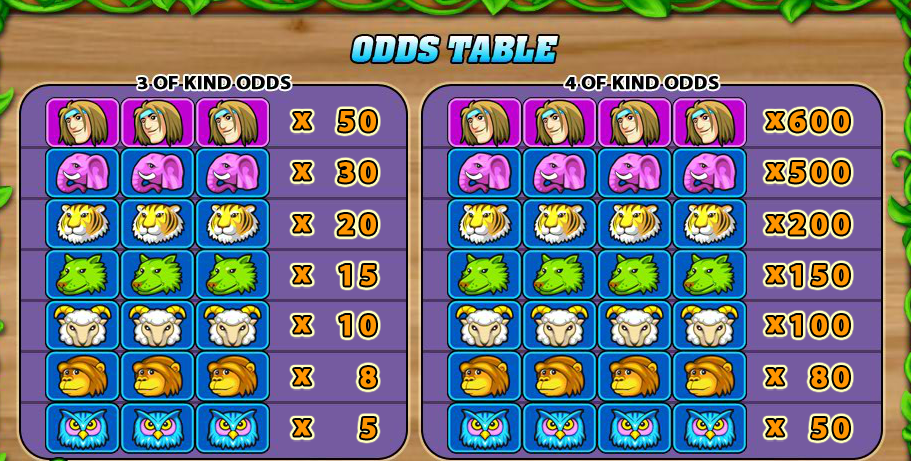 ODDS TABLE
3 OF KIND ODDS
x 50
x 30
x 20
x 15
x 10
x 8
x 5
4 OF KIND ODDS
x600
x500
x200
x150
x100
x 80
x 50